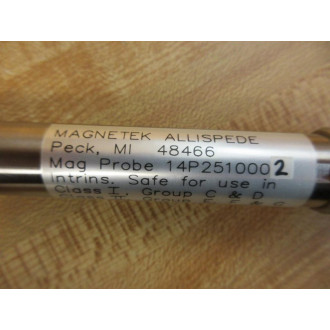 MAGNETEK ALLISPEDE
Peck, MI 48466
Mag Probe 14P2510002
Intrins. Safe for use in
Class I, Group C & D